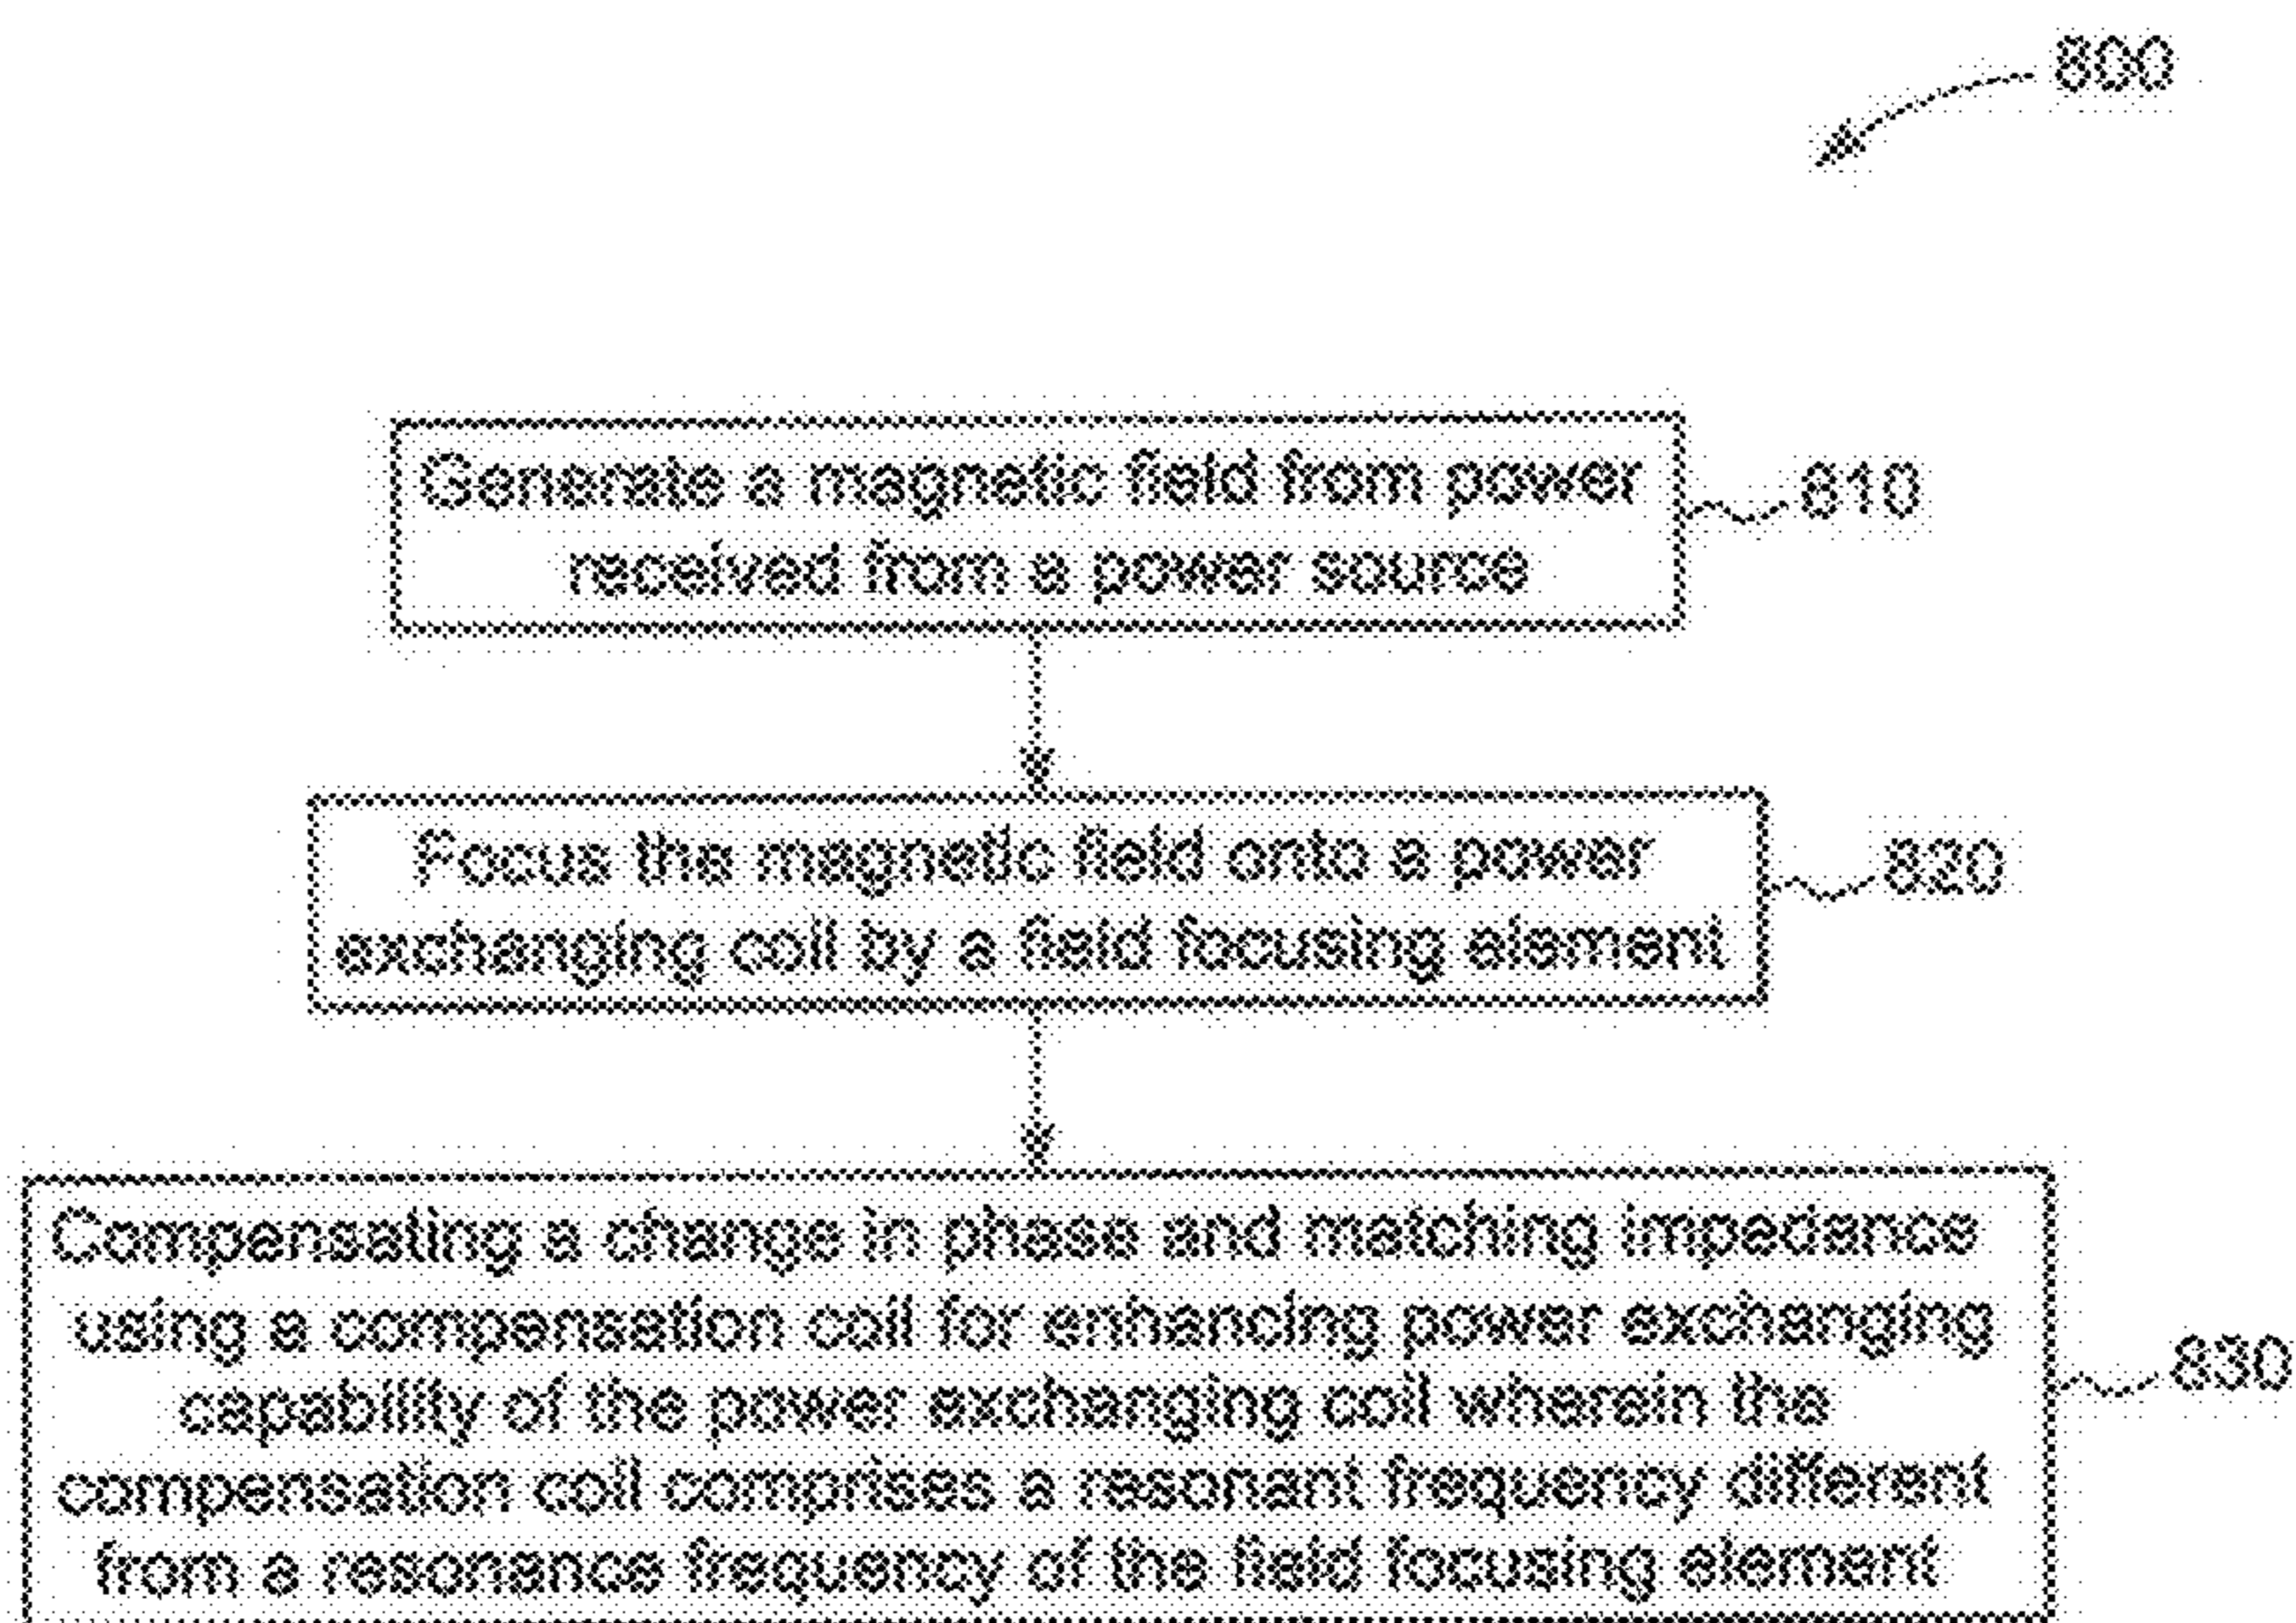 800
Generate a magnetic field from power
received from a power source
810
Focus the magnetic field onto a power
exchanging coil by a field focusing element
820
Compensating a change in phase and matching impedance
using a compensation coil for enhancing power exchanging
capability of the power exchanging coil wherein the
compensation coil comprises a resonant frequency different
from a resonance frequency of the field focusing element
830